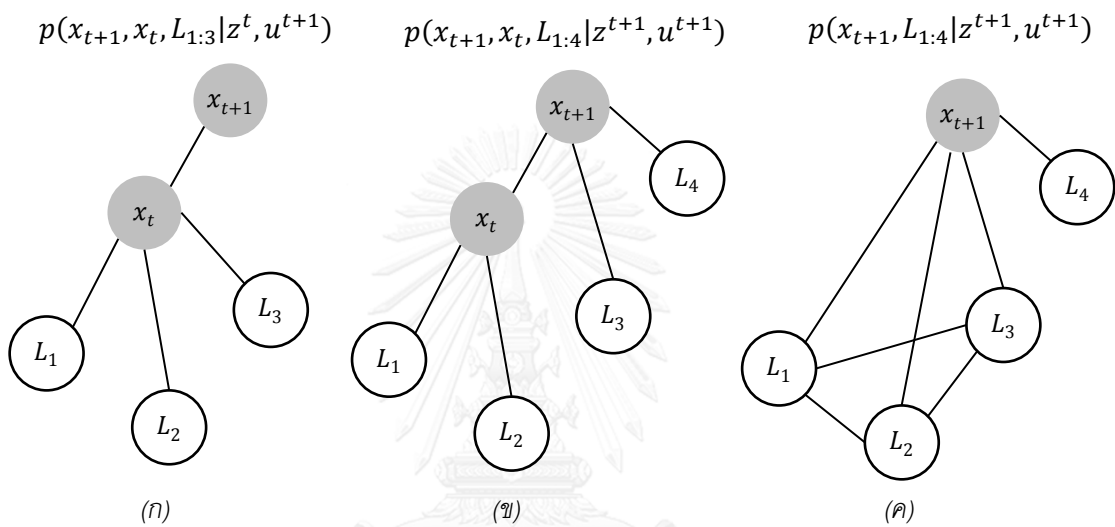 p(x_{t+1}, x_t, L_{1:3}|z^t, u^{t+1})
p(x_{t+1}, x_t, L_{1:4}|z^{t+1}, u^{t+1})
p(x_{t+1}, L_{1:4}|z^{t+1}, u^{t+1})
x_{t+1}
x_t
L_1
L_2
L_3
(ก)
x_{t+1}
x_t
L_4
L_3
L_1
L_2
(ข)
x_{t+1}
L_4
L_3
L_1
L_2
(ค)